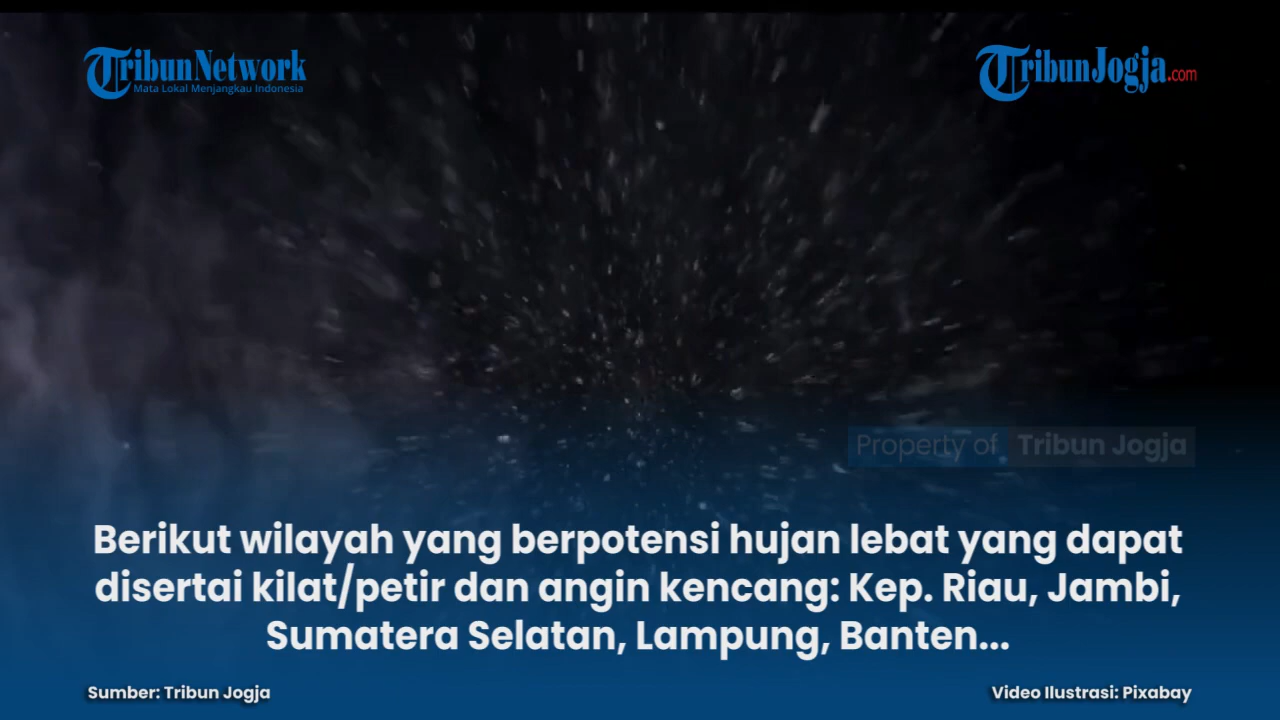 TribunNetwork
Mata Lokal Menjangkau Indonesia
TribunJogja.com
Property of Tribun Jogja
Berikut wilayah yang berpotensi hujan lebat yang dapat
disertai kilat/petir dan angin kencang: Kep. Riau, Jambi,
Sumatera Selatan, Lampung, Banten...
Sumber: Tribun Jogja
Video Ilustrasi: Pixabay